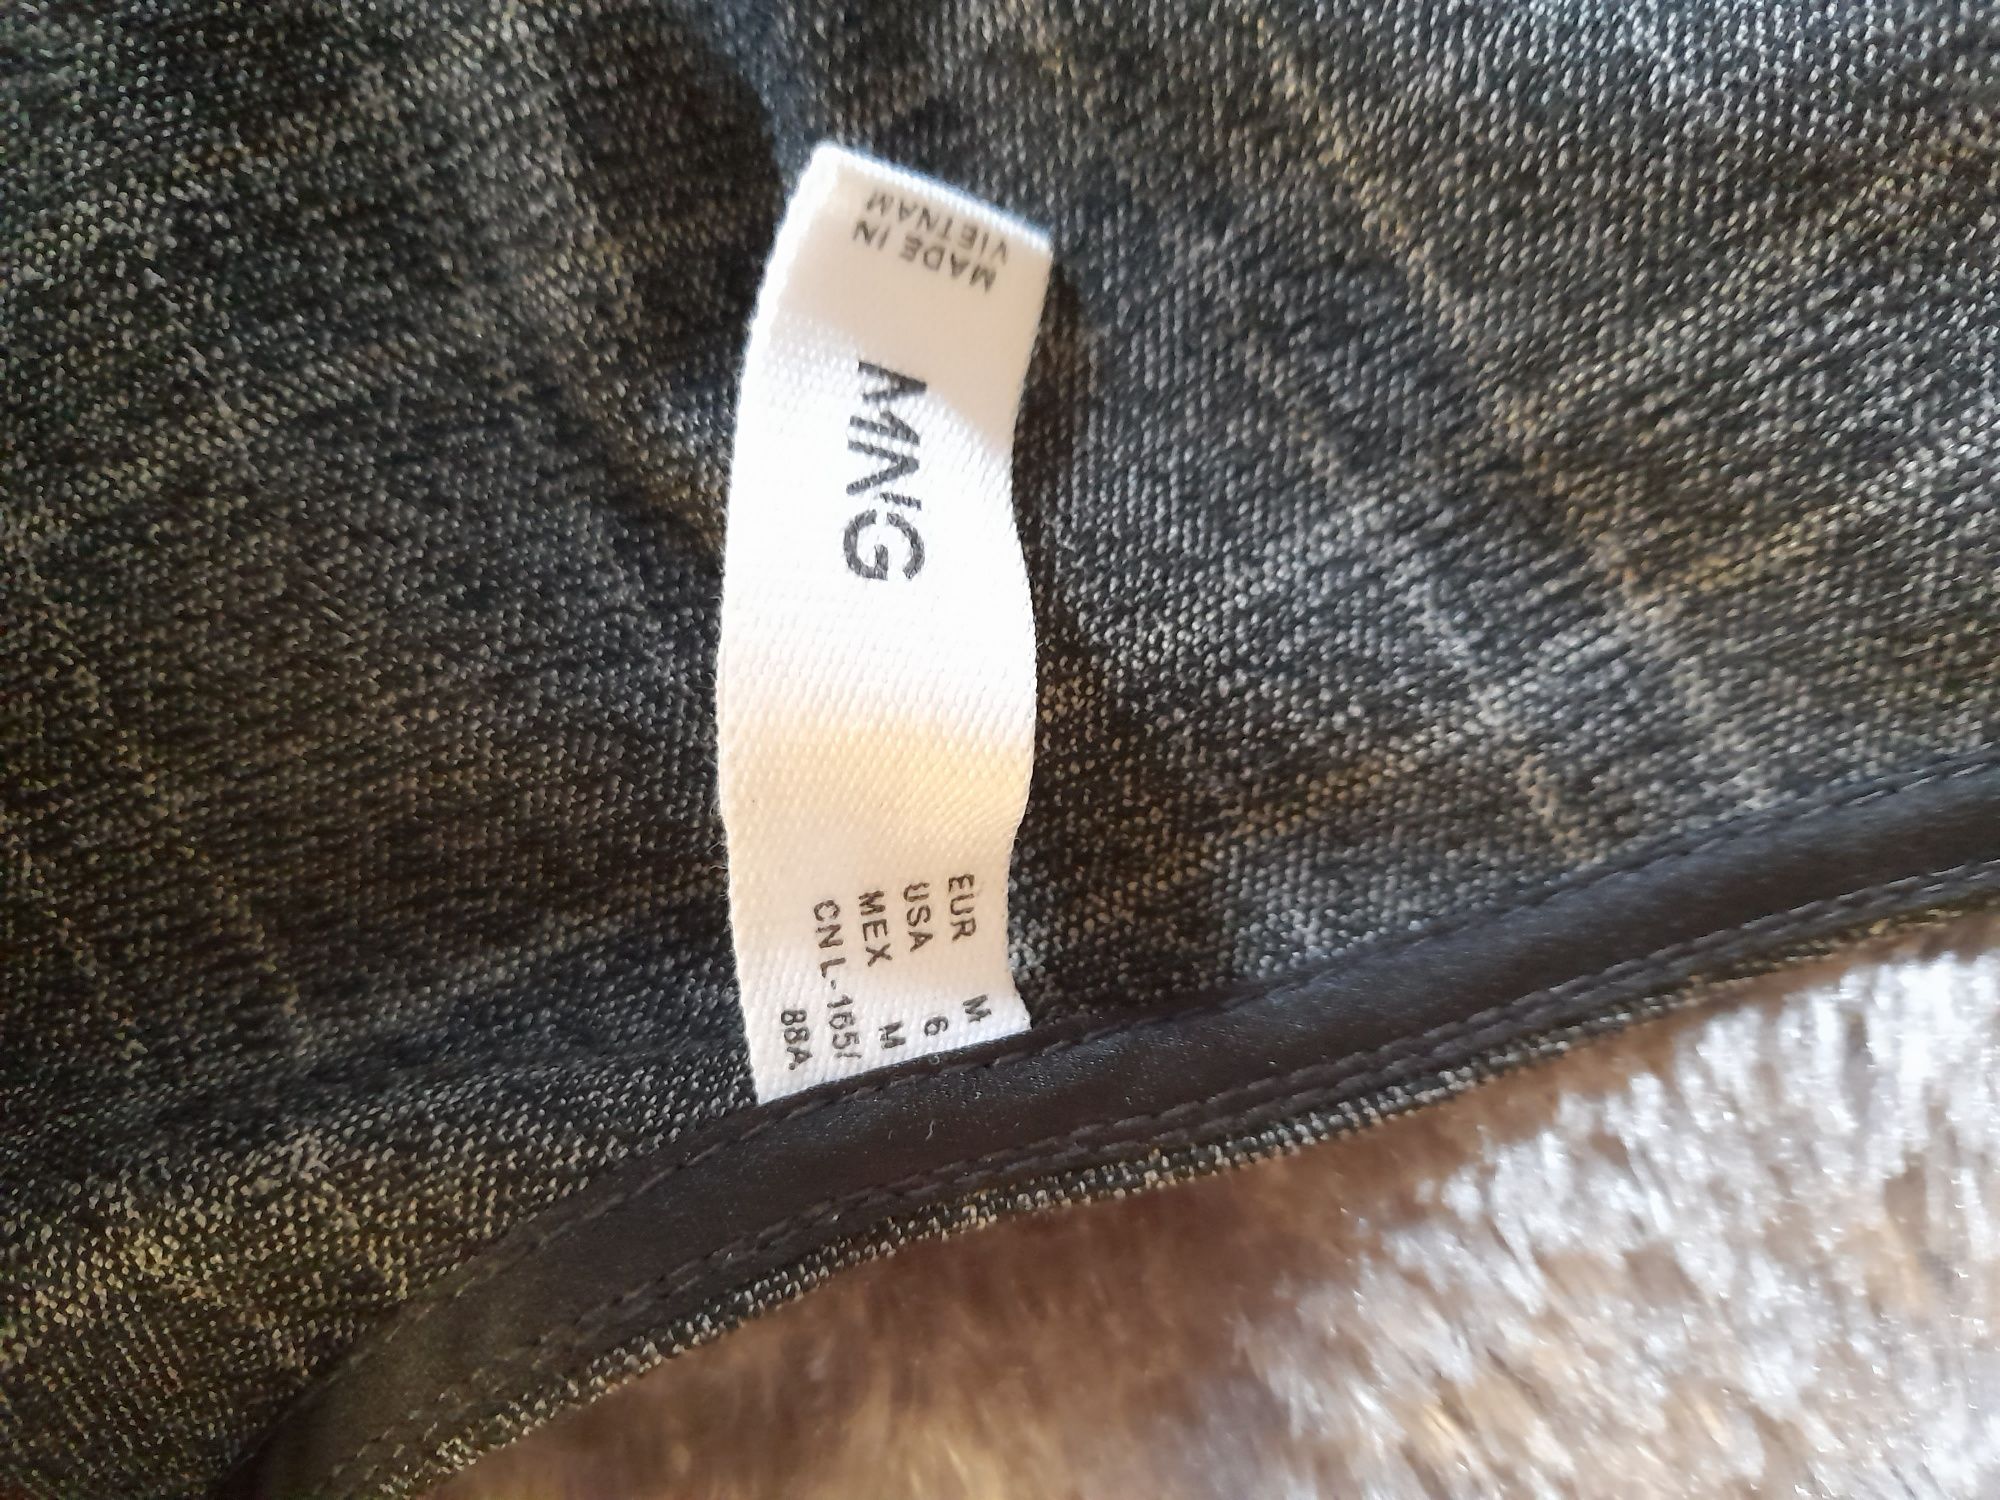 MADE IN
VIETNAM
MNG
EUR M
USA 6
MEX M
CN L-165/
88A